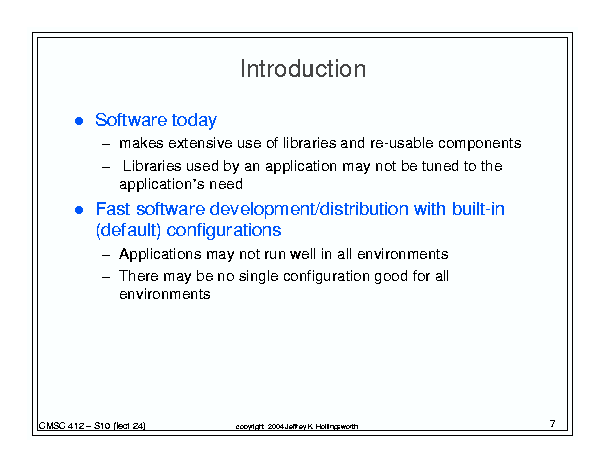 Introduction
● Software today
– makes extensive use of libraries and re-usable components
– Libraries used by an application may not be tuned to the
application's need
● Fast software development/distribution with built-in
(default) configurations
– Applications may not run well in all environments
– There may be no single configuration good for all
environments
CMSC 412 – S10 (lect 24)
copyright 2004 Jeffrey K. Hollingsworth
7